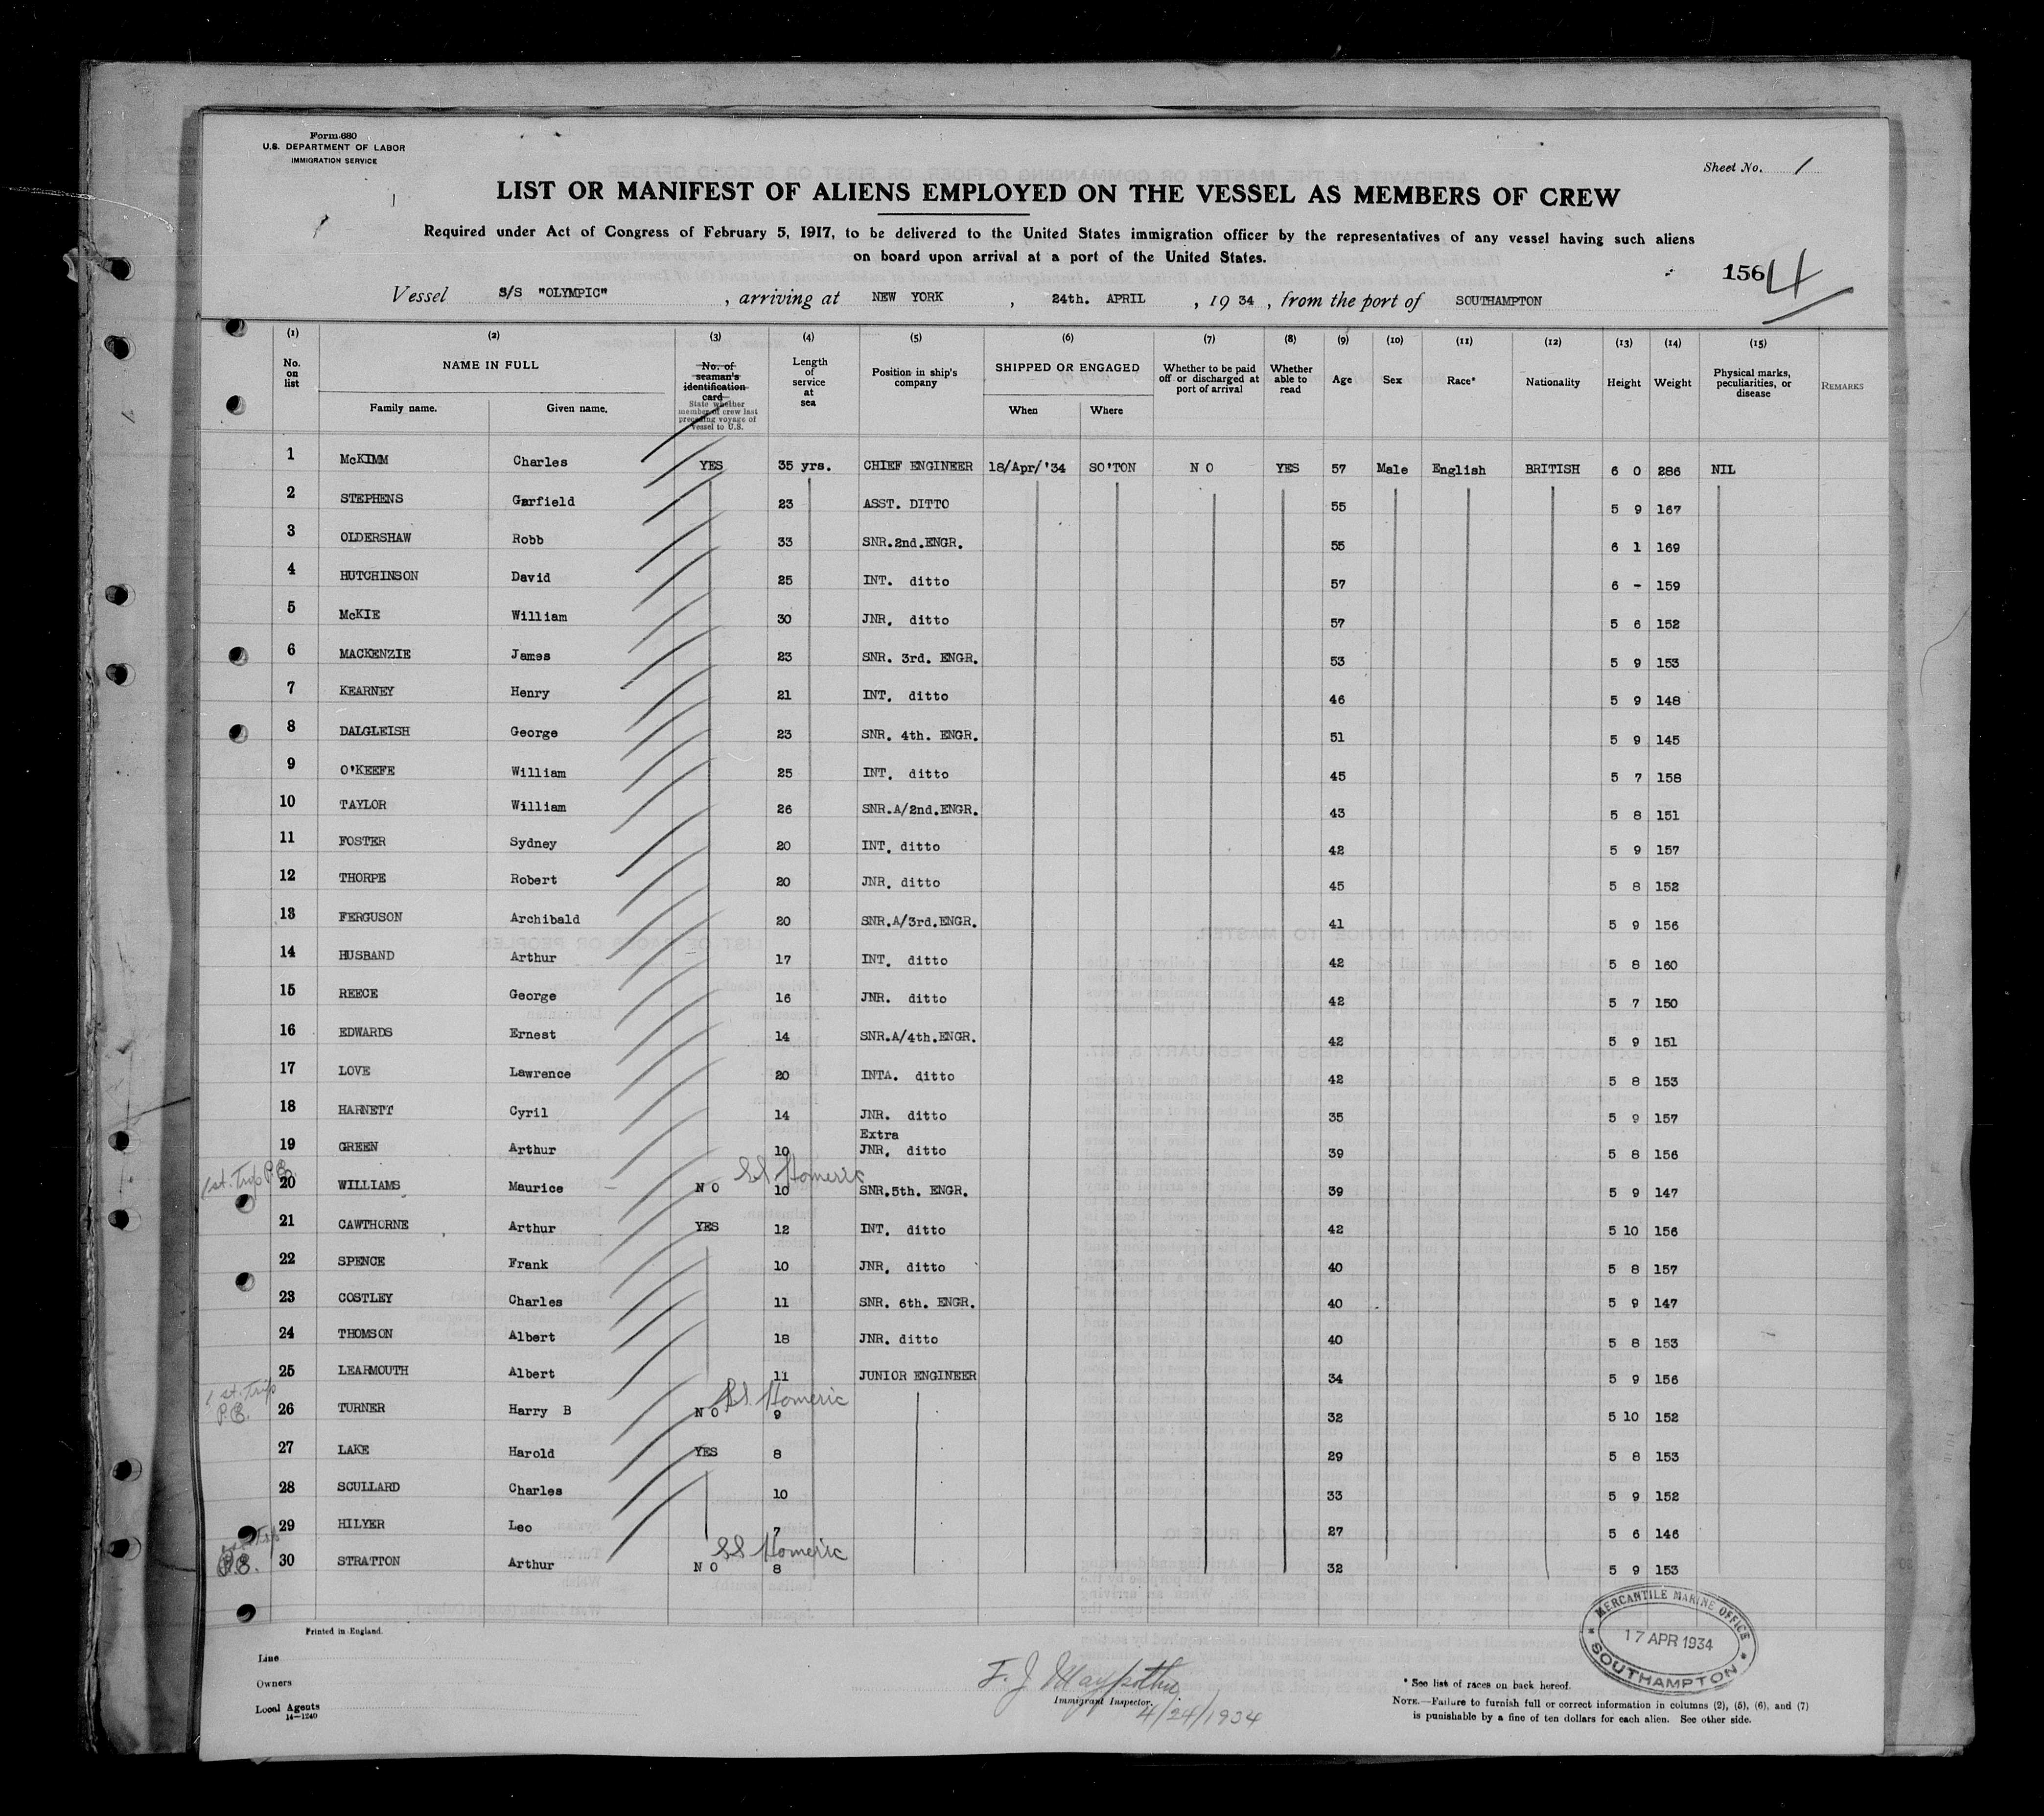 Form 680
U.S. DEPARTMENT OF LABOR
IMMIGRATION SERVICE
Sheet No. 1
LIST OR MANIFEST OF ALIENS EMPLOYED ON THE VESSEL AS MEMBERS OF CREW
Required under Act of Congress of February 5, 1917, to be delivered to the United States immigration officer by the representatives of any vessel having such aliens
on board upon arrival at a port of the United States.
156 4
Vessel S/S "OLYMPIC" , arriving at NEW YORK , 24th. APRIL , 19 34 , from the port of SOUTHAMPTON
(1) (2) (3) (4) (5) (6) (7) (8) (9) (10) (11) (12) (13) (14) (15)
No. on list NAME IN FULL Family name. Given name. No. of seaman's identification card State whether member of crew last preceding voyage of vessel to U.S. Length of service at sea Position in ship's company SHIPPED OR ENGAGED When Where Whether to be paid off or discharged at port of arrival Whether able to read Age Sex Race* Nationality Height Weight Physical marks, peculiarities, or disease REMARKS
1 McKIMM Charles YES 35 yrs. CHIEF ENGINEER 18/Apr/'34 SO'TON N O YES 57 Male English BRITISH 6 0 286 NIL
2 STEPHENS Garfield 23 ASST. DITTO 55 5 9 167
3 OLDERSHAW Robb 33 SNR.2nd.ENGR. 55 6 1 169
4 HUTCHINSON David 25 INT. ditto 57 6 - 159
5 McKIE William 30 JNR. ditto 57 5 6 152
6 MACKENZIE James 23 SNR. 3rd. ENGR. 53 5 9 153
7 KEARNEY Henry 21 INT. ditto 46 5 9 148
8 DALGLEISH George 23 SNR. 4th. ENGR. 51 5 9 145
9 O'KEEFE William 25 INT. ditto 45 5 7 158
10 TAYLOR William 26 SNR.A/2nd.ENGR. 43 5 8 151
11 FOSTER Sydney 20 INT. ditto 42 5 9 157
12 THORPE Robert 20 JNR. ditto 45 5 8 152
13 FERGUSON Archibald 20 SNR.A/3rd.ENGR. 41 5 9 156
14 HUSBAND Arthur 17 INT. ditto 42 5 8 160
15 REECE George 16 JNR. ditto 42 5 7 150
16 EDWARDS Ernest 14 SNR.A/4th.ENGR. 42 5 9 151
17 LOVE Lawrence 20 INTA. ditto 42 5 8 153
18 HARNETT Cyril 14 JNR. ditto 35 5 9 157
19 GREEN Arthur 10 Extra JNR. ditto 39 5 8 156
1st. Trip P.E. SS Homeric
20 WILLIAMS Maurice N O 10 SNR.5th. ENGR. 39 5 9 147
21 CAWTHORNE Arthur YES 12 INT. ditto 42 5 10 156
22 SPENCE Frank 10 JNR. ditto 40 5 8 157
23 COSTLEY Charles 11 SNR. 6th. ENGR. 40 5 9 147
24 THOMSON Albert 18 JNR. ditto 40 5 8 153
25 LEARMOUTH Albert 11 JUNIOR ENGINEER 34 5 9 156
1st. Trip P.E. SS Homeric
26 TURNER Harry B N O 9 32 5 10 152
27 LAKE Harold YES 8 29 5 8 153
28 SCULLARD Charles 10 33 5 9 152
29 HILYER Leo 7 27 5 6 146
1st Trip P.E. SS Homeric
30 STRATTON Arthur N O 8 32 5 9 153
MERCANTILE MARINE OFFICE
17 APR 1934
SOUTHAMPTON
Printed in England.
Line
Owners
Local Agents
14—1240
F. J.
Immigrant Inspector.
4/24/1934
* See list of races on back hereof.
NOTE.—Failure to furnish full or correct information in columns (2), (5), (6), and (7)
is punishable by a fine of ten dollars for each alien. See other side.